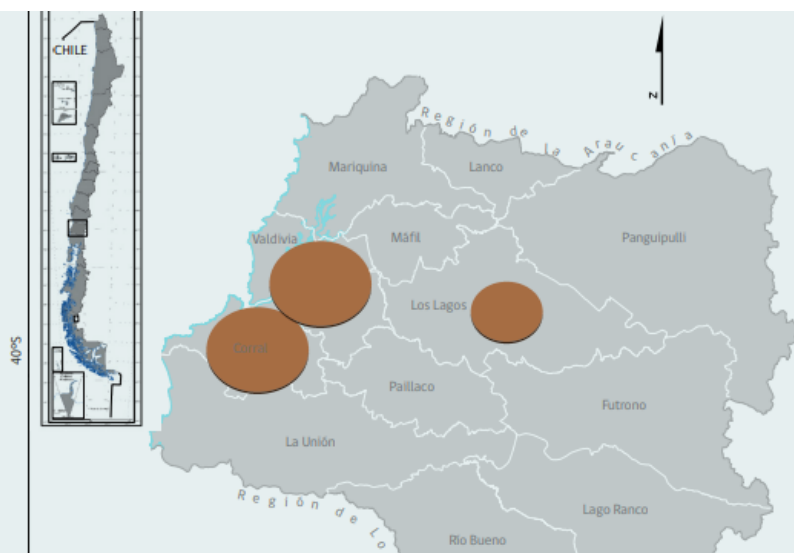 CHILE
N
Región de La Araucanía
Mariquina
Lanco
Valdivia
Máfil
Panguipulli
Los Lagos
40ºS
Corral
Paillaco
Futrono
La Unión
Lago Ranco
Región de Lo
Río Bueno